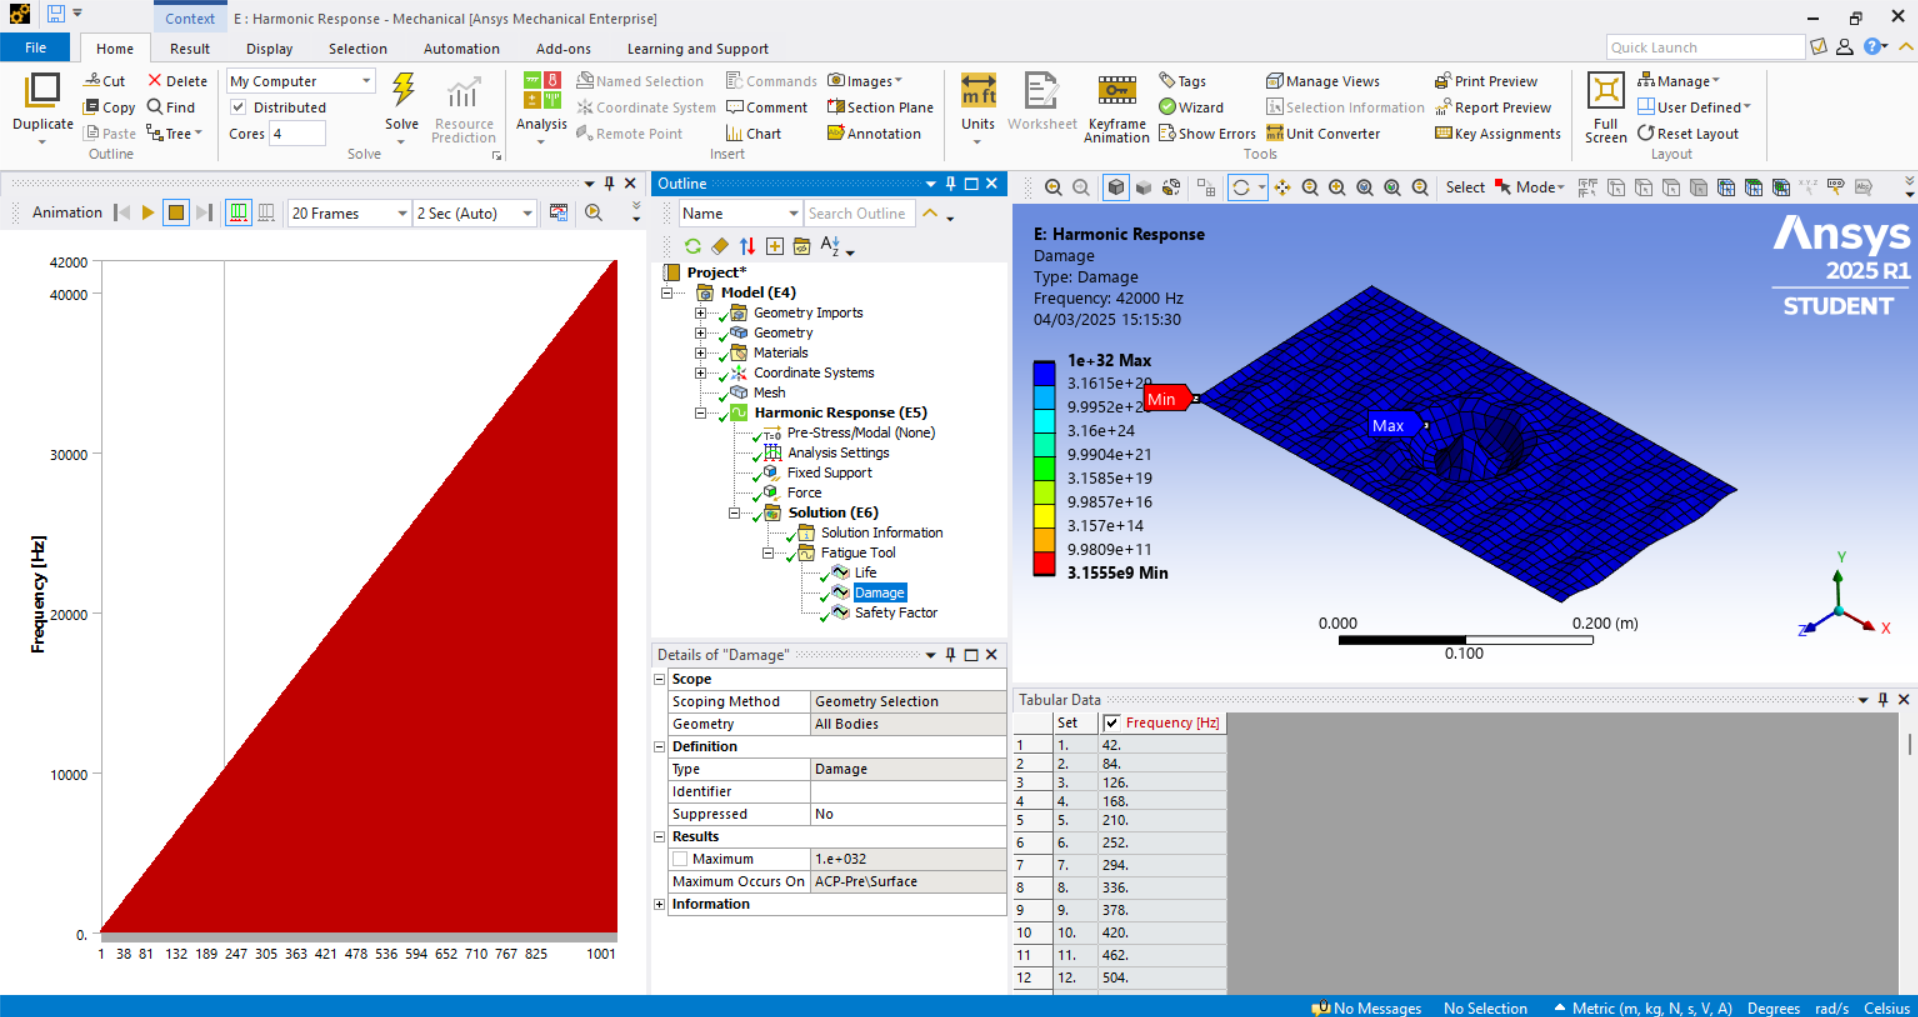 Context
E : Harmonic Response - Mechanical [Ansys Mechanical Enterprise]
File
Home
Result
Display
Selection
Automation
Add-ons
Learning and Support
Quick Launch
Duplicate
Cut
Copy
Paste
Delete
Find
Tree
Outline
My Computer
Distributed
Cores 4
Solve
Resource
Prediction
Solve
Analysis
Named Selection
Coordinate System
Remote Point
Commands
Comment
Chart
Images
Section Plane
Annotation
Insert
Units
Worksheet
Keyframe
Animation
Tags
Wizard
Show Errors
Manage Views
Selection Information
Unit Converter
Print Preview
Report Preview
Key Assignments
Tools
Full
Screen
Manage
User Defined
Reset Layout
Layout
Animation
20 Frames
2 Sec (Auto)
42000
40000
30000
20000
10000
0.
Frequency [Hz]
1 38 81 132 189 247 305 363 421 478 536 594 652 710 767 825 1001
Outline
Name
Search Outline
Project*
Model (E4)
Geometry Imports
Geometry
Materials
Coordinate Systems
Mesh
Harmonic Response (E5)
Pre-Stress/Modal (None)
Analysis Settings
Fixed Support
Force
Solution (E6)
Solution Information
Fatigue Tool
Life
Damage
Safety Factor
Details of "Damage"
Scope
Scoping Method Geometry Selection
Geometry All Bodies
Definition
Type Damage
Identifier
Suppressed No
Results
Maximum 1.e+032
Maximum Occurs On ACP-Pre\Surface
Information
Select
Mode
E: Harmonic Response
Damage
Type: Damage
Frequency: 42000 Hz
04/03/2025 15:15:30
1e+32 Max
3.1615e+29
9.9952e+2
3.16e+24
9.9904e+21
3.1585e+19
9.9857e+16
3.157e+14
9.9809e+11
3.1555e9 Min
Min
Max
Ansys
2025 R1
STUDENT
0.000
0.200 (m)
0.100
Y
Z
X
Tabular Data
Set Frequency [Hz]
1 1. 42.
2 2. 84.
3 3. 126.
4 4. 168.
5 5. 210.
6 6. 252.
7 7. 294.
8 8. 336.
9 9. 378.
10 10. 420.
11 11. 462.
12 12. 504.
No Messages
No Selection
Metric (m, kg, N, s, V, A)
Degrees
rad/s
Celsius